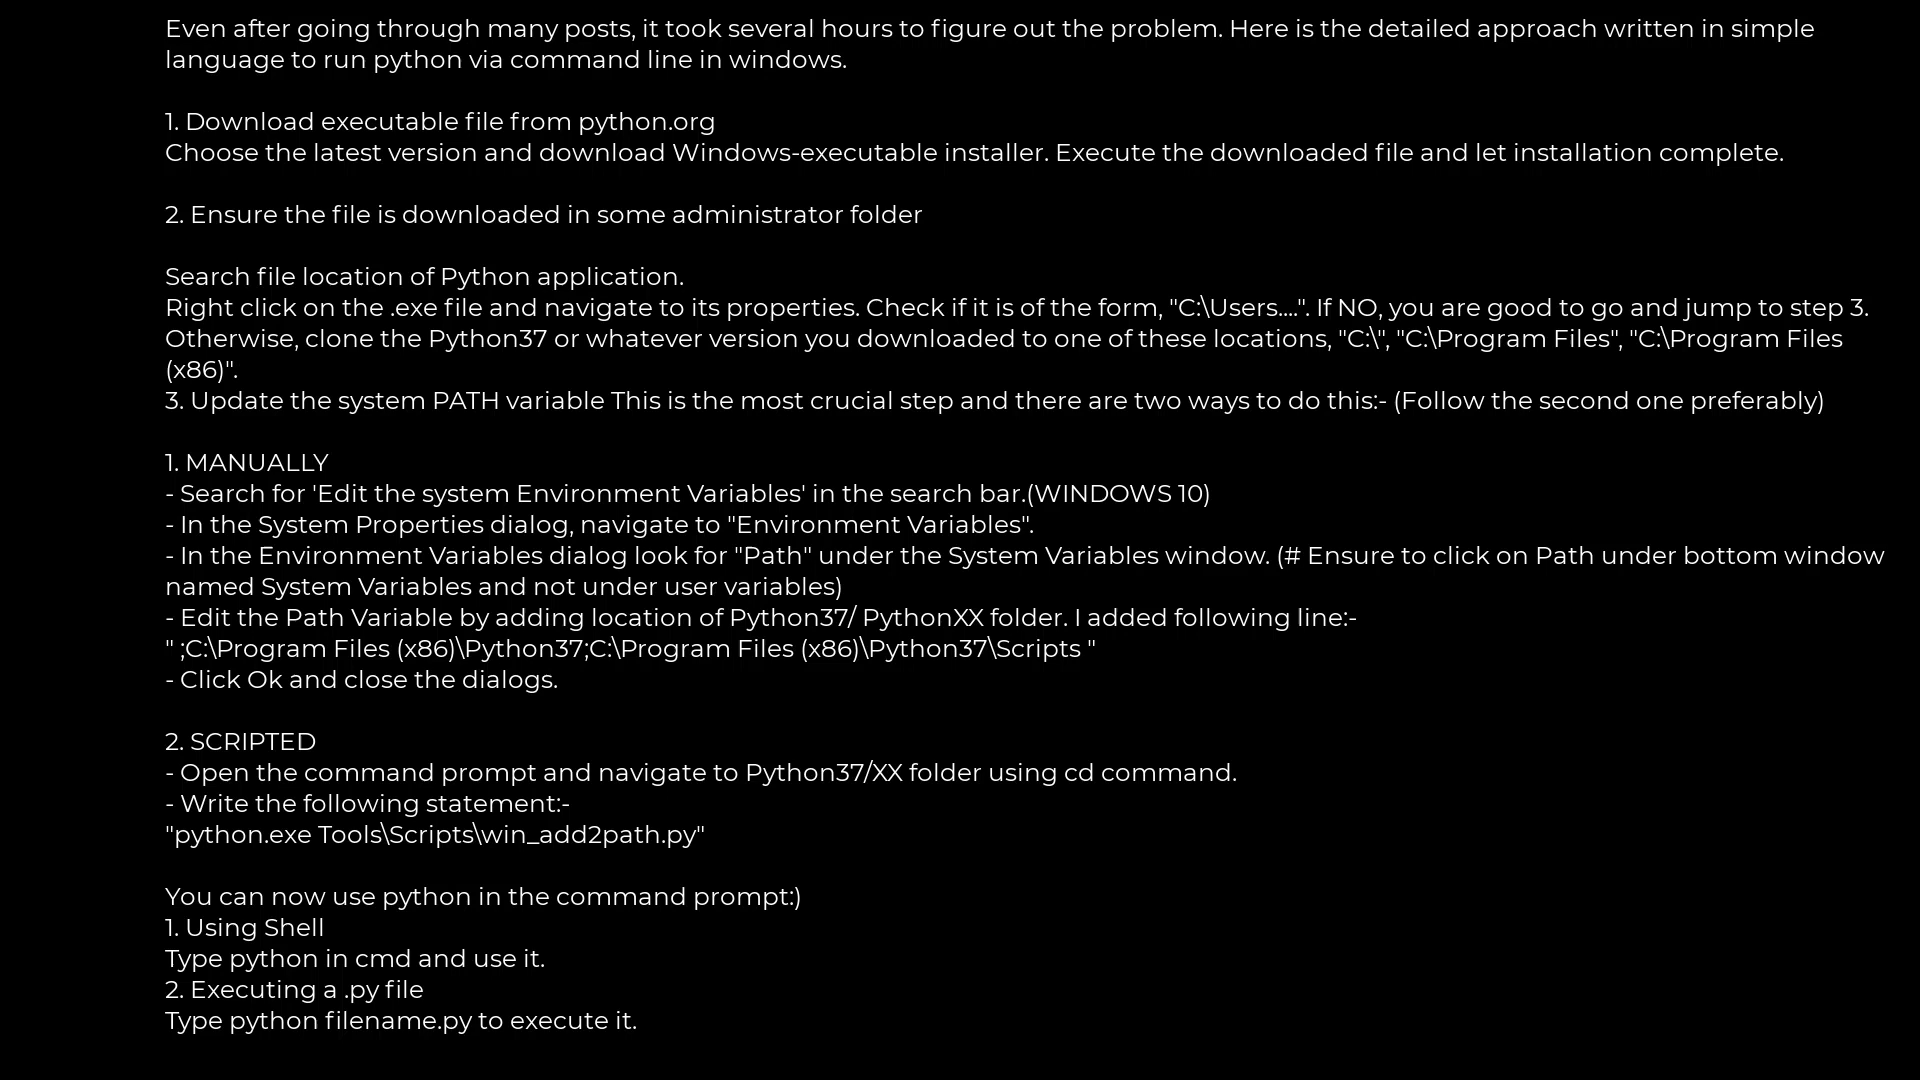 Even after going through many posts, it took several hours to figure out the problem. Here is the detailed approach written in simple
language to run python via command line in windows.
1. Download executable file from python.org
Choose the latest version and download Windows-executable installer. Execute the downloaded file and let installation complete.
2. Ensure the file is downloaded in some administrator folder
Search file location of Python application.
Right click on the .exe file and navigate to its properties. Check if it is of the form, "C:\Users....". If NO, you are good to go and jump to step 3.
Otherwise, clone the Python37 or whatever version you downloaded to one of these locations, "C:\", "C:\Program Files", "C:\Program Files
(x86)".
3. Update the system PATH variable This is the most crucial step and there are two ways to do this:- (Follow the second one preferably)
1. MANUALLY
- Search for 'Edit the system Environment Variables' in the search bar.(WINDOWS 10)
- In the System Properties dialog, navigate to "Environment Variables".
- In the Environment Variables dialog look for "Path" under the System Variables window. (# Ensure to click on Path under bottom window
named System Variables and not under user variables)
- Edit the Path Variable by adding location of Python37/ PythonXX folder. I added following line:-
" ;C:\Program Files (x86)\Python37;C:\Program Files (x86)\Python37\Scripts "
- Click Ok and close the dialogs.
2. SCRIPTED
- Open the command prompt and navigate to Python37/XX folder using cd command.
- Write the following statement:-
"python.exe Tools\Scripts\win_add2path.py"
You can now use python in the command prompt:)
1. Using Shell
Type python in cmd and use it.
2. Executing a .py file
Type python filename.py to execute it.